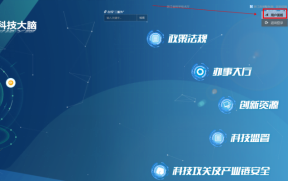 科技大脑
政策法规
办事大厅
创新资源
科技监管
科技攻关及产业链安全